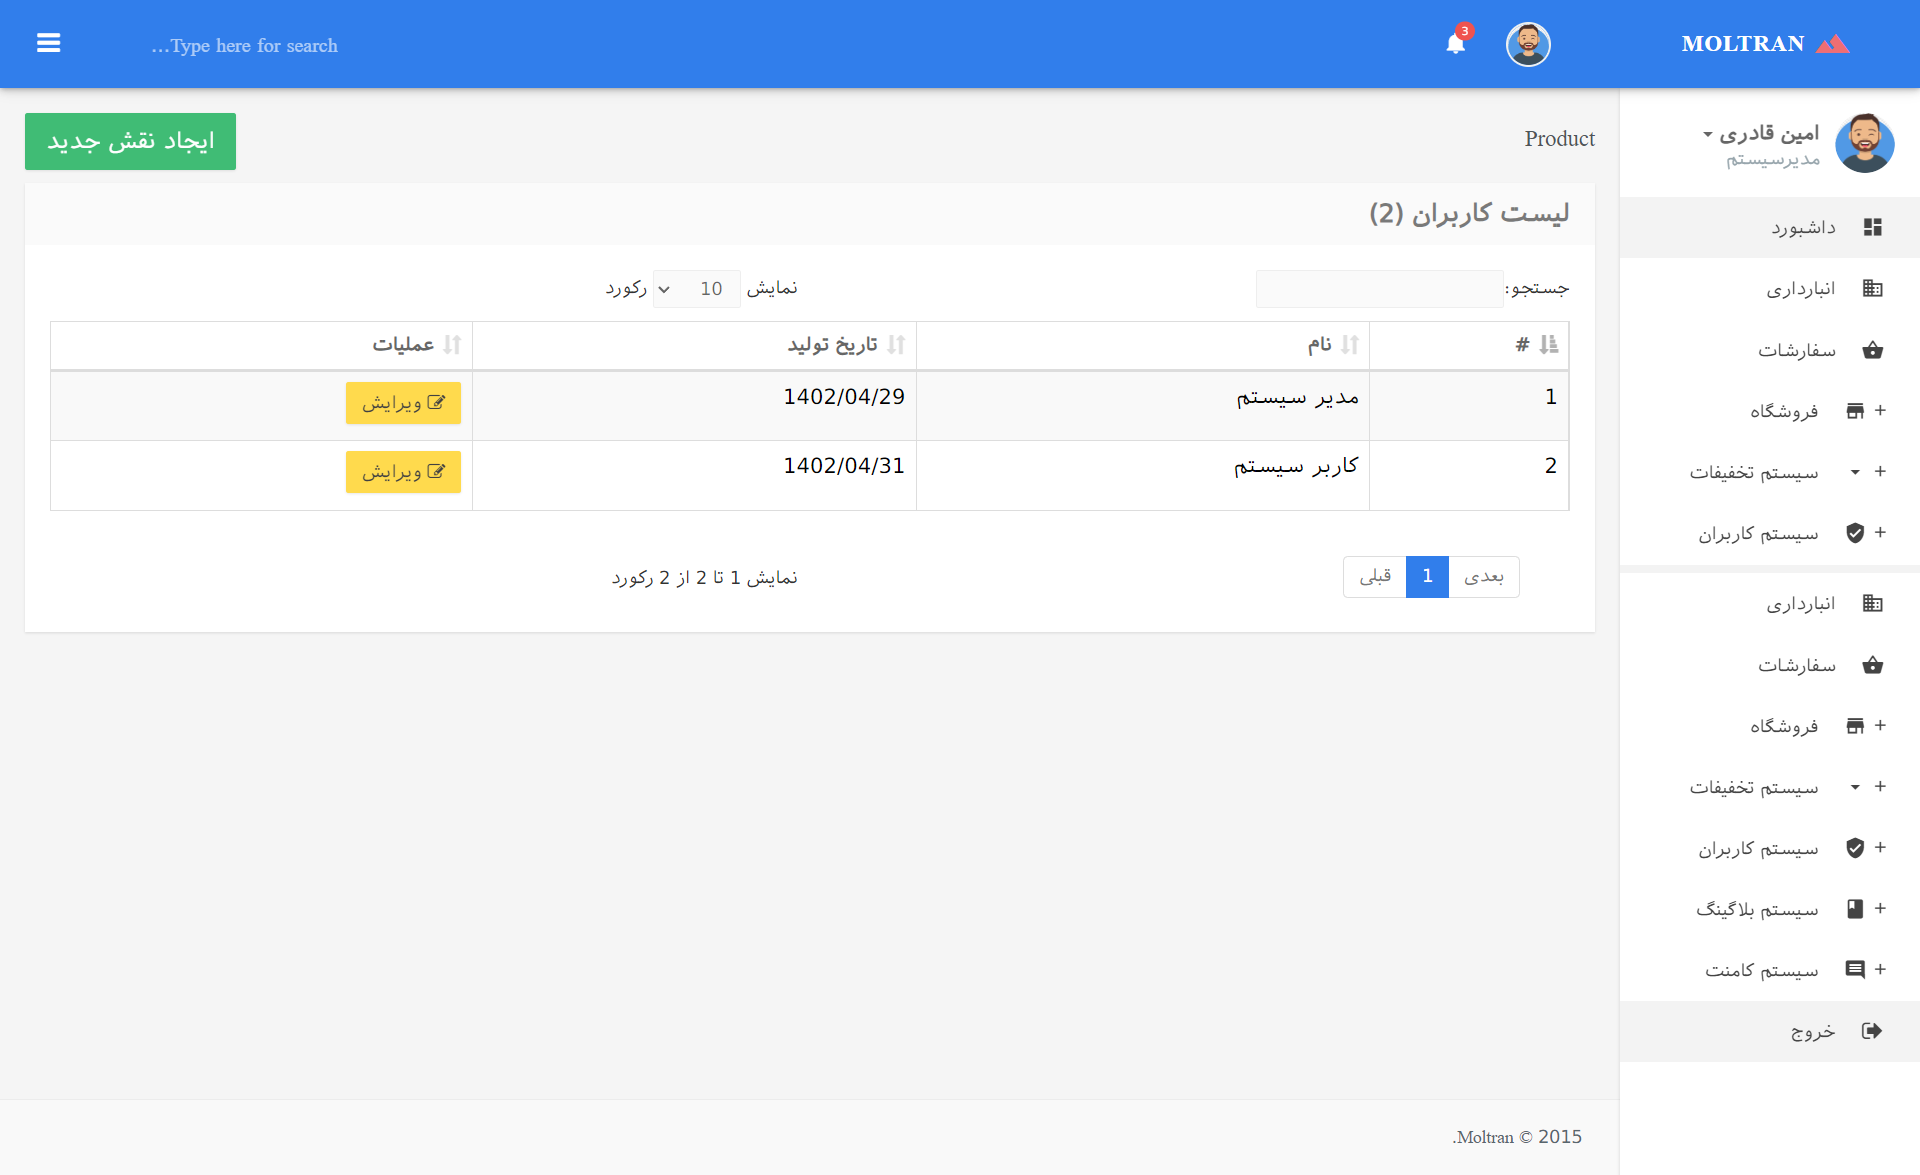 MOLTRAN
3
Type here for search...
امین قادری
مدیرسیستم
داشبورد
انبارداری
سفارشات
+ فروشگاه
+ سیستم تخفیفات
+ سیستم کاربران
انبارداری
سفارشات
+ فروشگاه
+ سیستم تخفیفات
+ سیستم کاربران
+ سیستم بلاگینگ
+ سیستم کامنت
خروج
Product
ایجاد نقش جدید
لیست کاربران (2)
جستجو:
نمایش 10 رکورد
# نام تاریخ تولید عملیات
1 مدیر سیستم 1402/04/29 ویرایش
2 کاربر سیستم 1402/04/31 ویرایش
بعدی 1 قبلی
نمایش 1 تا 2 از 2 رکورد
2015 © Moltran.